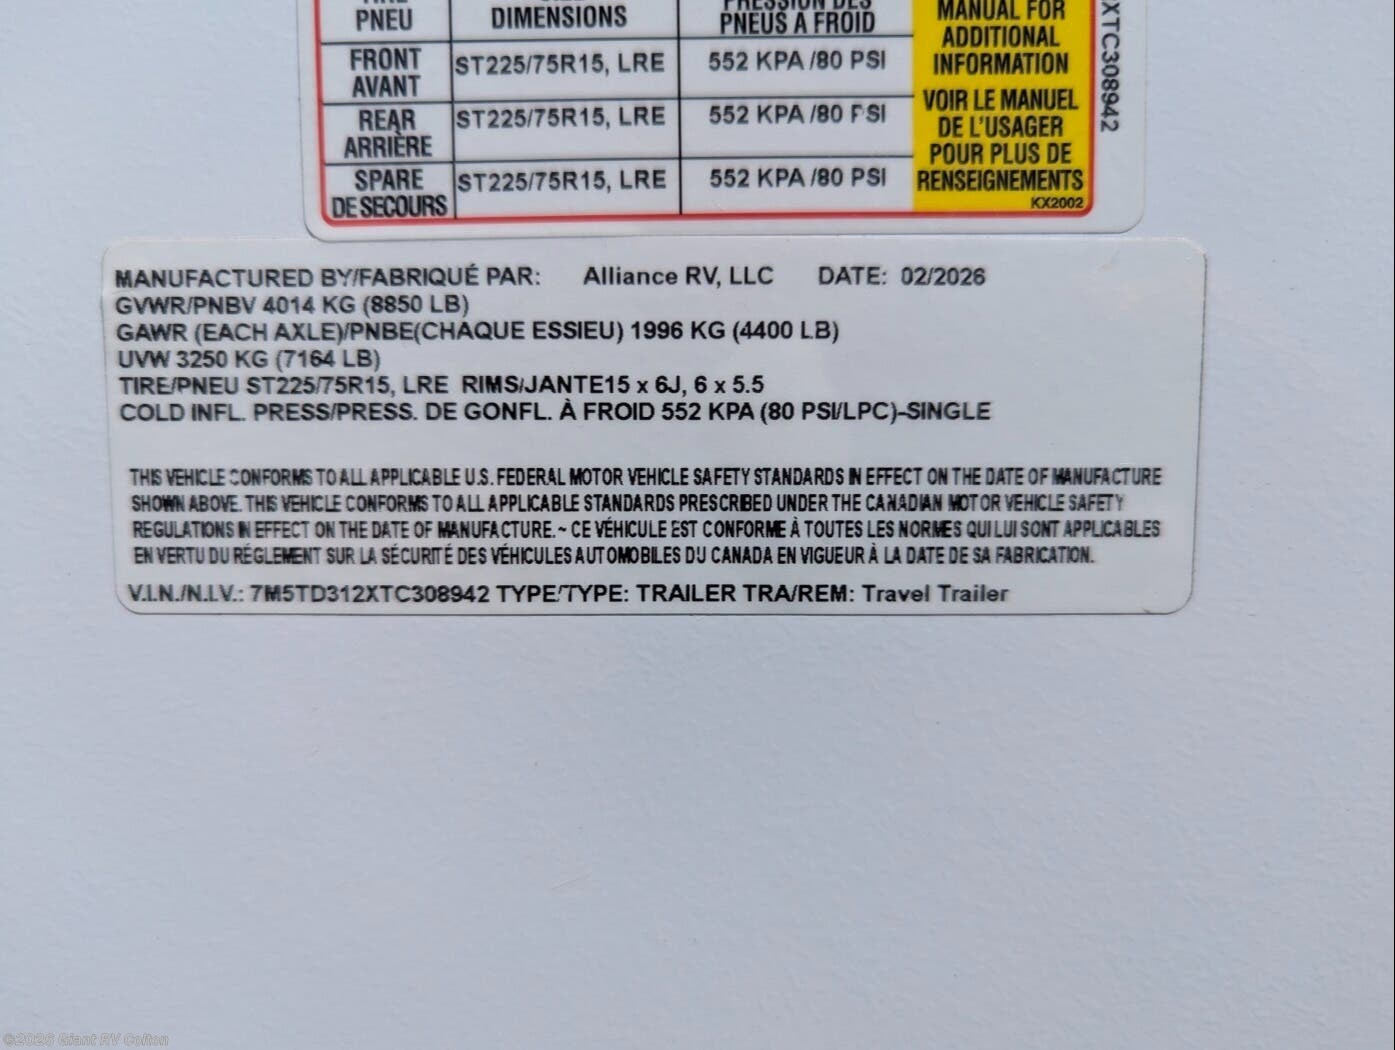 PNEU DIMENSIONS PNEUS A FROID
FRONT AVANT ST225/75R15, LRE 552 KPA /80 PSI
REAR ARRIÈRE ST225/75R15, LRE 552 KPA /80 PSI
SPARE DE SECOURS ST225/75R15, LRE 552 KPA /80 PSI
MANUAL FOR
ADDITIONAL
INFORMATION
VOIR LE MANUEL
DE L'USAGER
POUR PLUS DE
RENSEIGNEMENTS
KX2002
XTC308942
MANUFACTURED BY/FABRIQUÉ PAR: Alliance RV, LLC DATE: 02/2026
GVWR/PNBV 4014 KG (8850 LB)
GAWR (EACH AXLE)/PNBE(CHAQUE ESSIEU) 1996 KG (4400 LB)
UVW 3250 KG (7164 LB)
TIRE/PNEU ST225/75R15, LRE RIMS/JANTE15 x 6J, 6 x 5.5
COLD INFL. PRESS/PRESS. DE GONFL. À FROID 552 KPA (80 PSI/LPC)-SINGLE
THIS VEHICLE CONFORMS TO ALL APPLICABLE U.S. FEDERAL MOTOR VEHICLE SAFETY STANDARDS IN EFFECT ON THE DATE OF MANUFACTURE
SHOWN ABOVE. THIS VEHICLE CONFORMS TO ALL APPLICABLE STANDARDS PRESCRIBED UNDER THE CANADIAN MOTOR VEHICLE SAFETY
REGULATIONS IN EFFECT ON THE DATE OF MANUFACTURE. ~ CE VÉHICULE EST CONFORME À TOUTES LES NORMES QUI LUI SONT APPLICABLES
EN VERTU DU RÉGLEMENT SUR LA SÉCURITÉ DES VÉHICULES AUTOMOBILES DU CANADA EN VIGUEUR À LA DATE DE SA FABRICATION.
V.I.N./N.I.V.: 7M5TD312XTC308942 TYPE/TYPE: TRAILER TRA/REM: Travel Trailer
©2026 Giant RV Colton